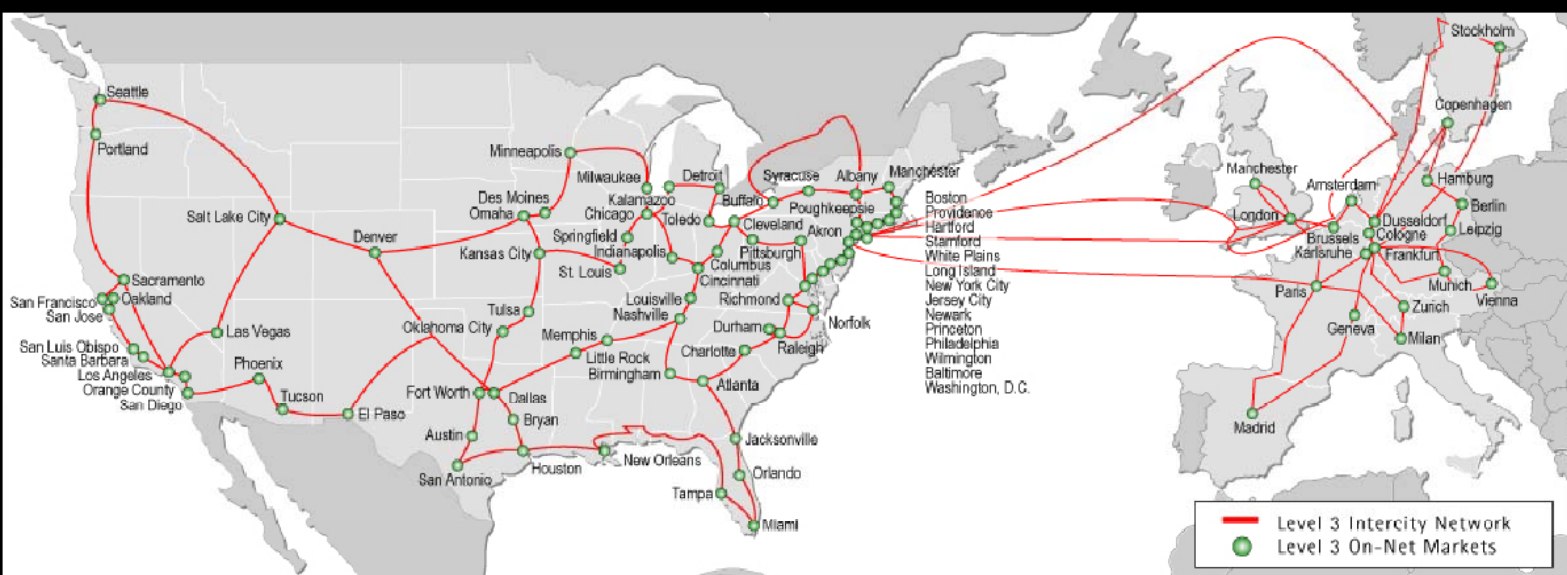 Seattle
Portland
Salt Lake City
Sacramento
San Francisco
Oakland
San Jose
San Luis Obispo
Santa Barbara
Los Angeles
Orange County
San Diego
Las Vegas
Phoenix
Tucson
El Paso
Denver
Minneapolis
Des Moines
Omaha
Kansas City
Tulsa
Oklahoma City
Fort Worth
Dallas
Bryan
Austin
San Antonio
Houston
New Orleans
Milwaukee
Kalamazoo
Chicago
Springfield
Indianapolis
St. Louis
Detroit
Toledo
Buffalo
Cleveland
Akron
Pittsburgh
Columbus
Cincinnati
Louisville
Nashville
Memphis
Little Rock
Birmingham
Atlanta
Charlotte
Durham
Raleigh
Richmond
Norfolk
Jacksonville
Orlando
Tampa
Miami
Syracuse
Albany
Manchester
Poughkeepsie
Boston
Providence
Hartford
Stamford
White Plains
Long Island
New York City
Jersey City
Newark
Princeton
Philadelphia
Wilmington
Baltimore
Washington, D.C.
Stockholm
Copenhagen
Manchester
Amsterdam
Hamburg
Berlin
London
Dusseldorf
Cologne
Leipzig
Brussels
Karlsruhe
Frankfurt
Paris
Munich
Vienna
Zurich
Geneva
Milan
Madrid
Level 3 Intercity Network
Level 3 On-Net Markets